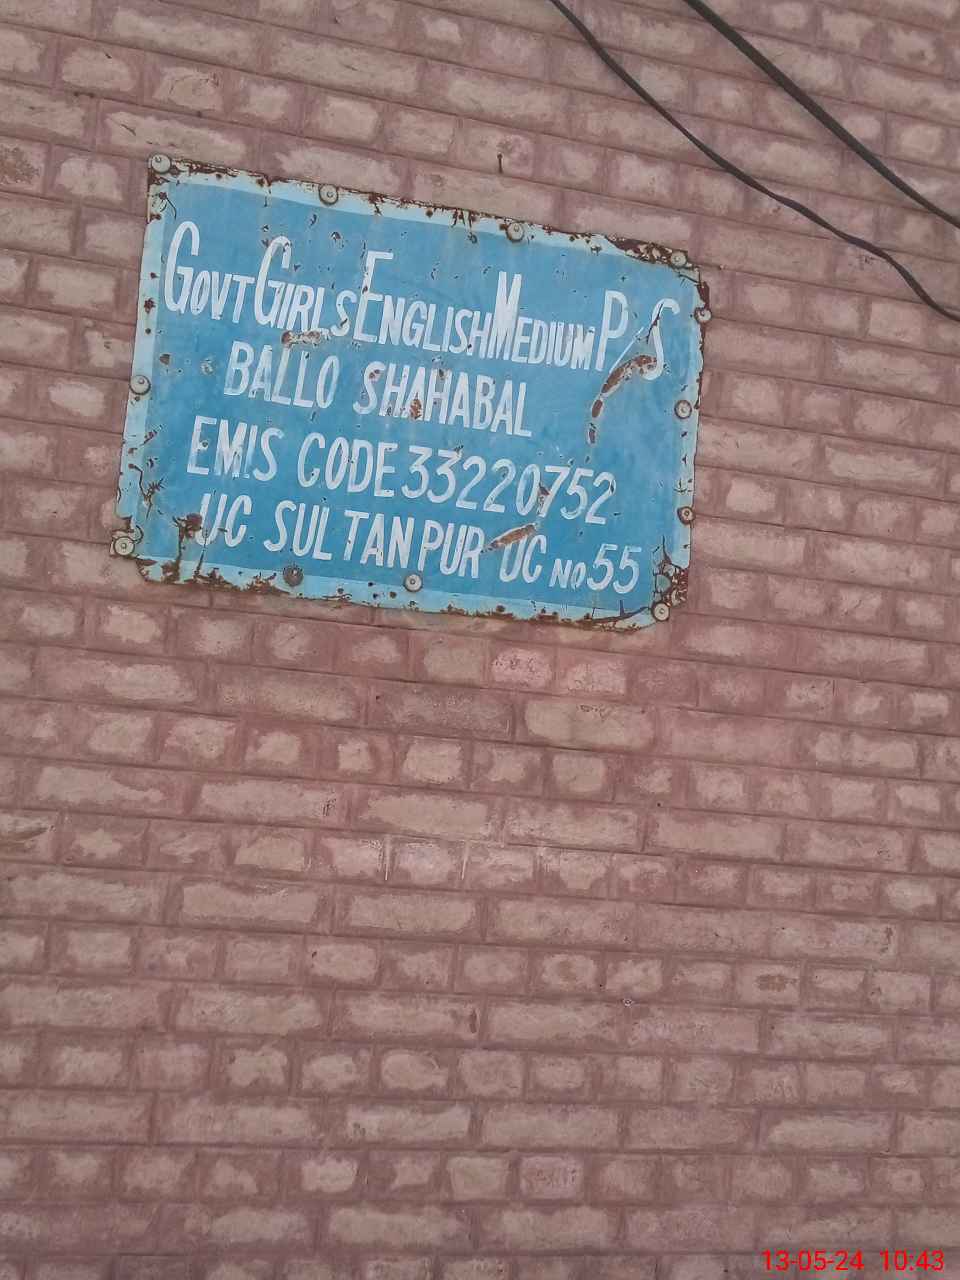 GOVT GIRLS ENGLISH MEDIUM P/S
BALLO SHAHABAL
EMIS CODE 33220752
UC SULTANPUR UC NO 55
13-05-24 10:43